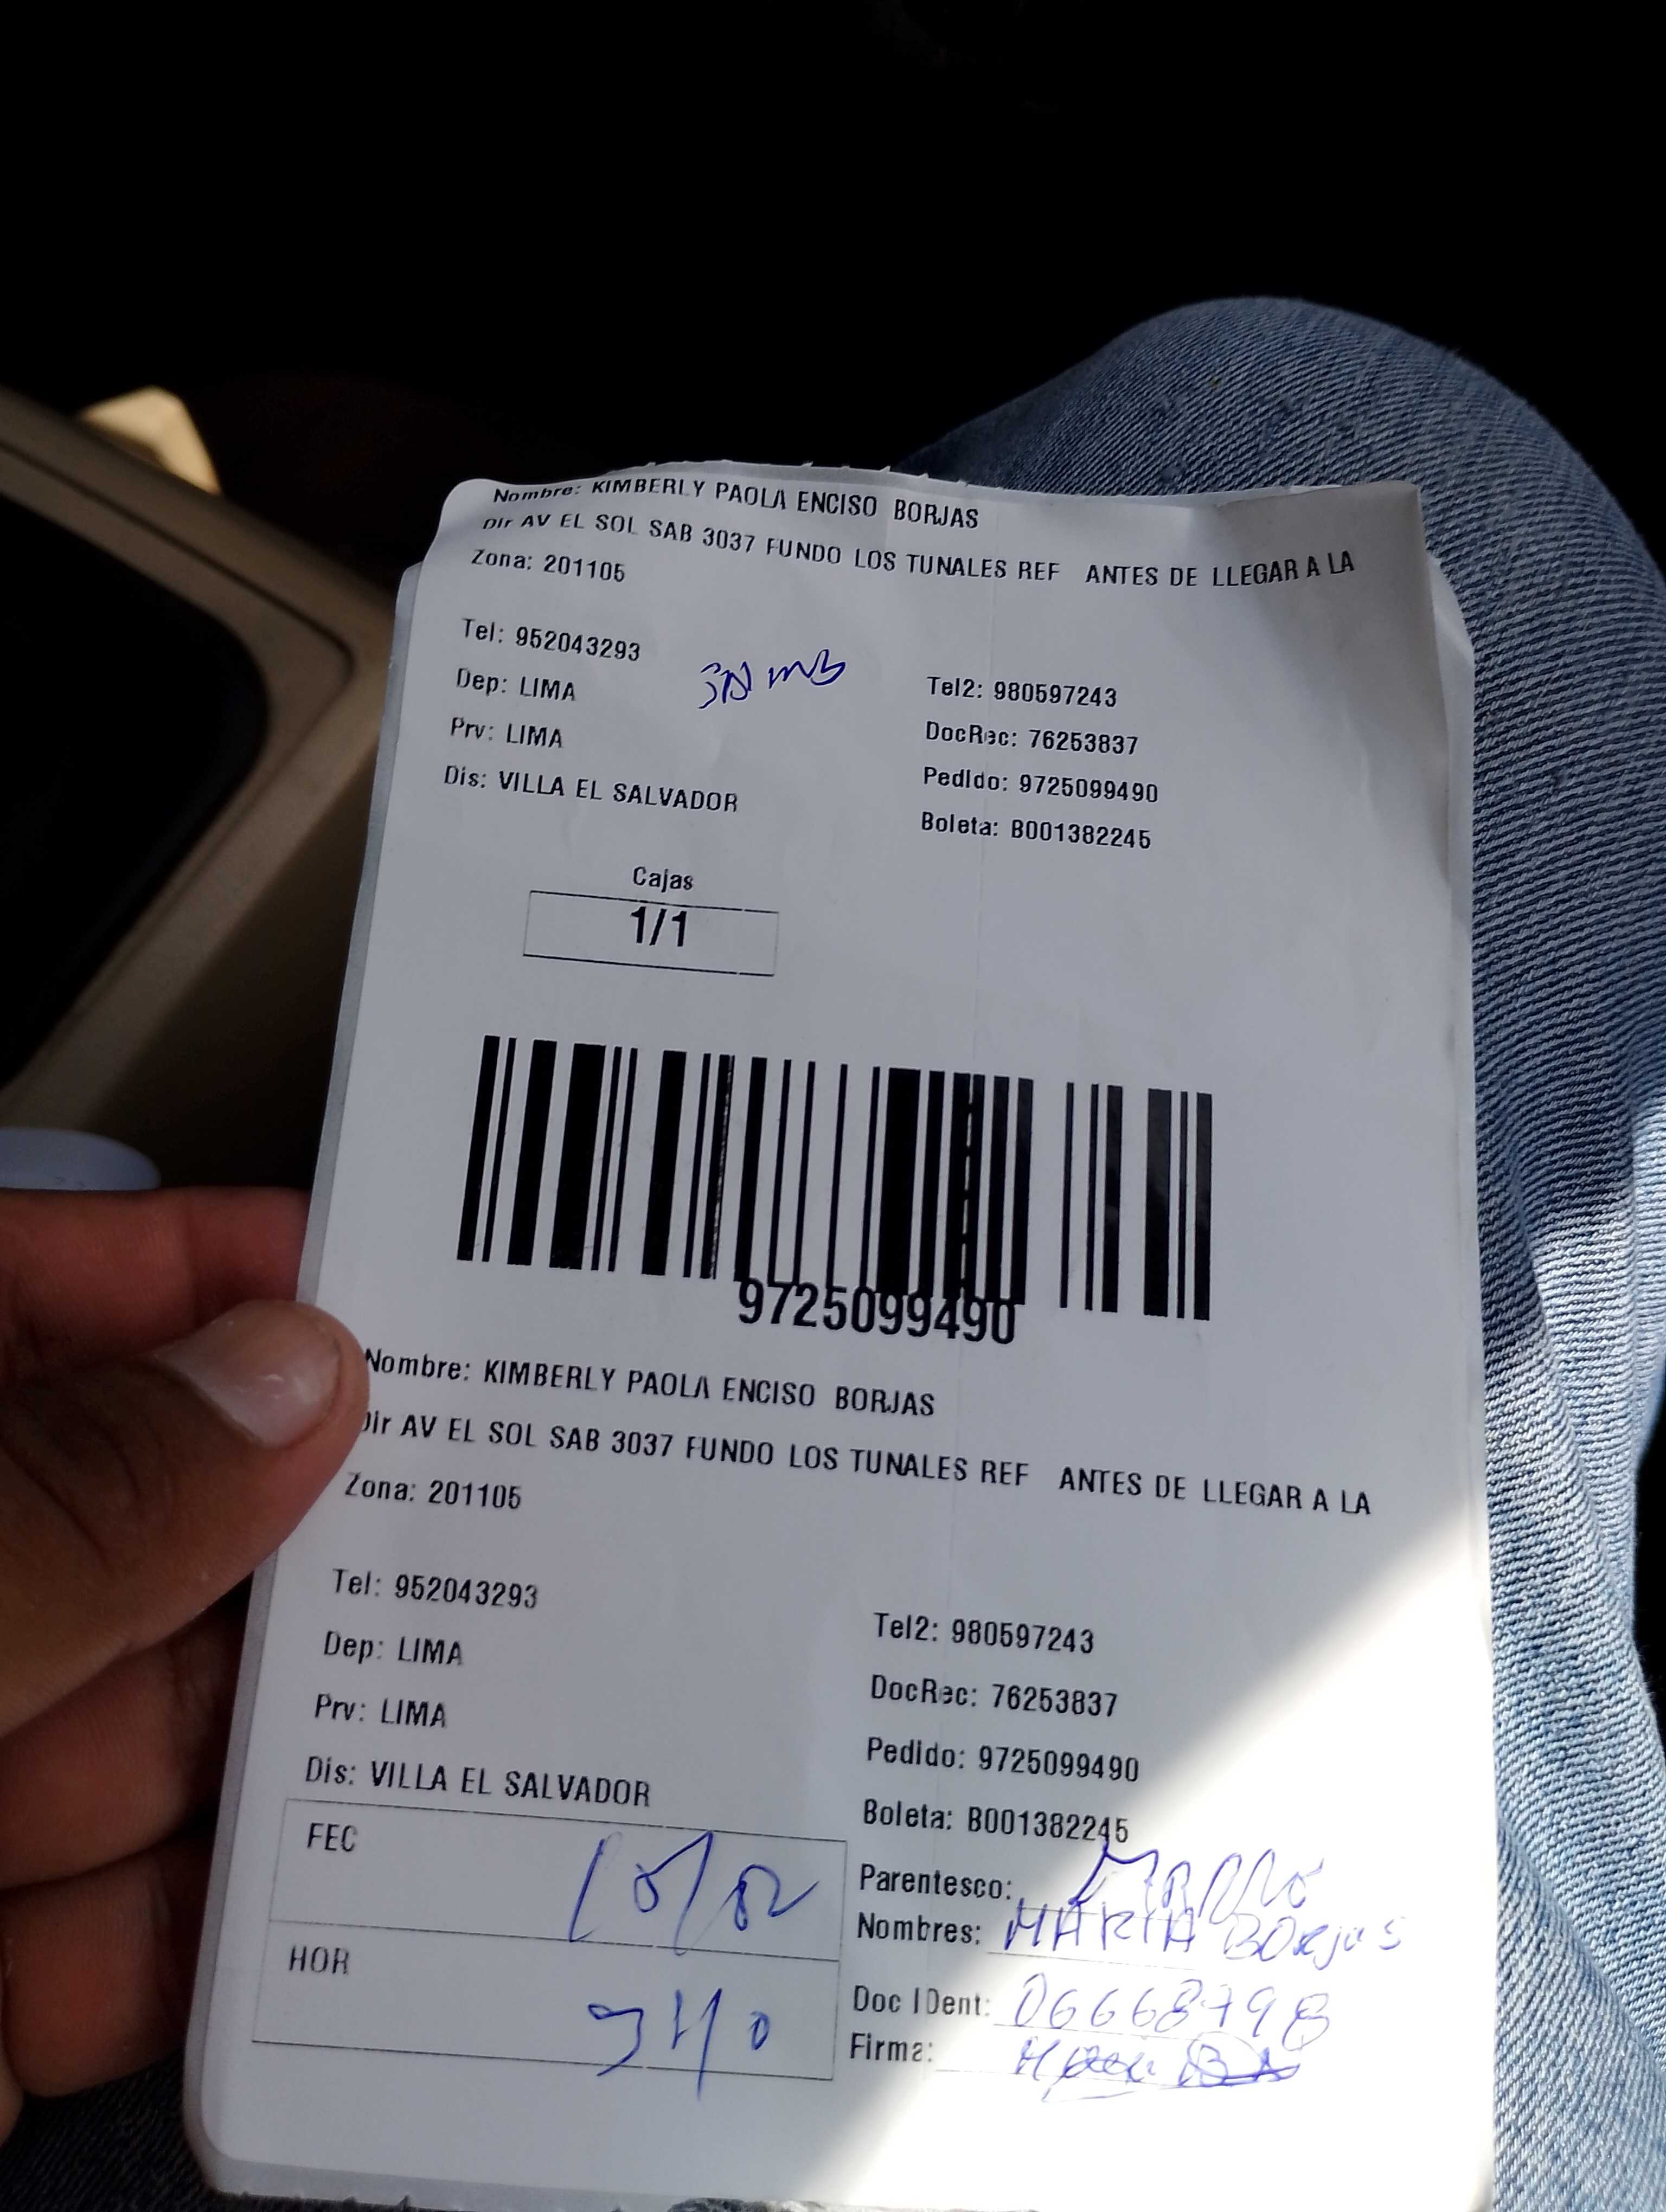 Nombre: KIMBERLY PAOLA ENCISO BORJAS
Dir AV EL SOL SAB 3037 FUNDO LOS TUNALES REF ANTES DE LLEGAR A LA
Zona: 201105
Tel: 952043293
Tel2: 980597243
Dep: LIMA
DocRec: 76253837
Prv: LIMA
Pedido: 9725099490
Dis: VILLA EL SALVADOR
Boleta: B001382245
Cajas
1/1
9725099490
Nombre: KIMBERLY PAOLA ENCISO BORJAS
Dir AV EL SOL SAB 3037 FUNDO LOS TUNALES REF ANTES DE LLEGAR A LA
Zona: 201105
Tel: 952043293
Tel2: 980597243
Dep: LIMA
DocRec: 76253837
Prv: LIMA
Pedido: 9725099490
Dis: VILLA EL SALVADOR
Boleta: B001382245
FEC
Parentesco:
Nombres: MARIA BORJAS
HOR
Doc IDent: 06668798
Firma: